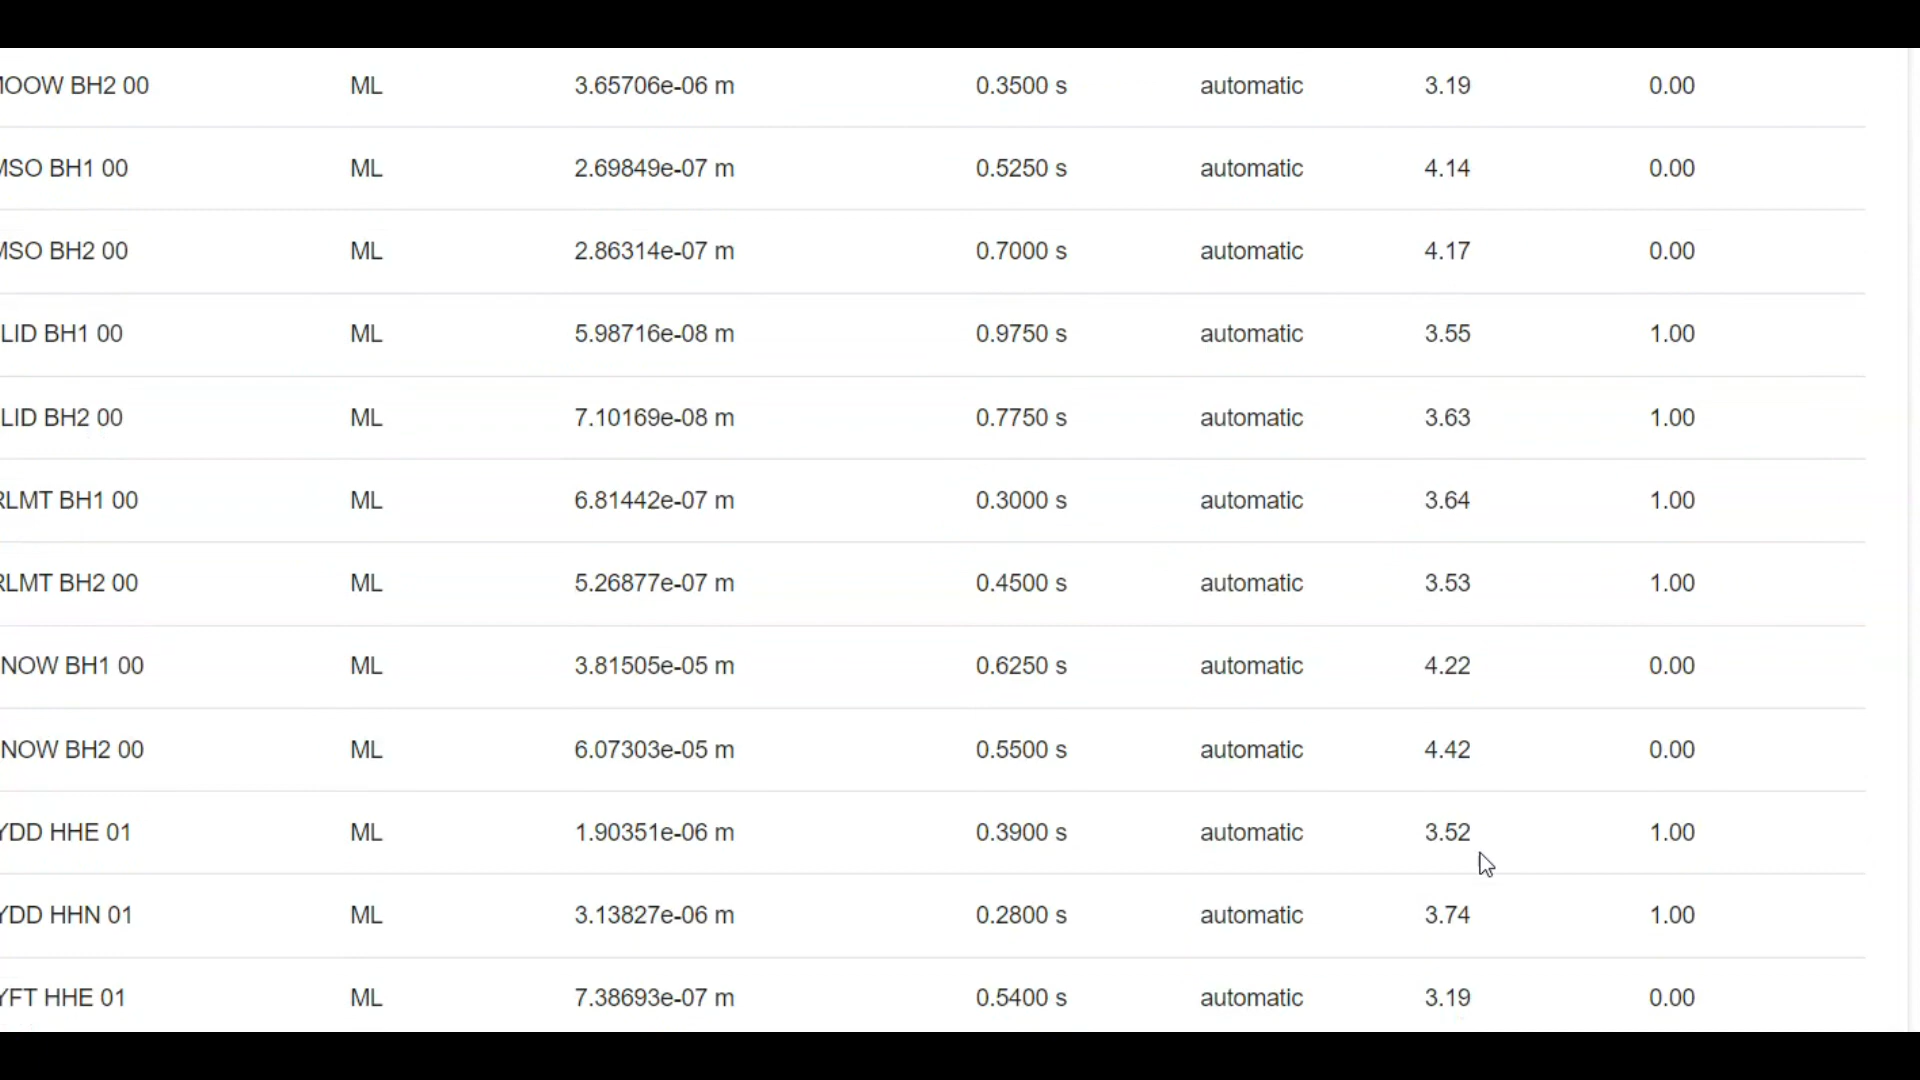 MOOW BH2 00 ML 3.65706e-06 m 0.3500 s automatic 3.19 0.00
MSO BH1 00 ML 2.69849e-07 m 0.5250 s automatic 4.14 0.00
MSO BH2 00 ML 2.86314e-07 m 0.7000 s automatic 4.17 0.00
LID BH1 00 ML 5.98716e-08 m 0.9750 s automatic 3.55 1.00
LID BH2 00 ML 7.10169e-08 m 0.7750 s automatic 3.63 1.00
RLMT BH1 00 ML 6.81442e-07 m 0.3000 s automatic 3.64 1.00
RLMT BH2 00 ML 5.26877e-07 m 0.4500 s automatic 3.53 1.00
NOW BH1 00 ML 3.81505e-05 m 0.6250 s automatic 4.22 0.00
NOW BH2 00 ML 6.07303e-05 m 0.5500 s automatic 4.42 0.00
YDD HHE 01 ML 1.90351e-06 m 0.3900 s automatic 3.52 1.00
YDD HHN 01 ML 3.13827e-06 m 0.2800 s automatic 3.74 1.00
YFT HHE 01 ML 7.38693e-07 m 0.5400 s automatic 3.19 0.00